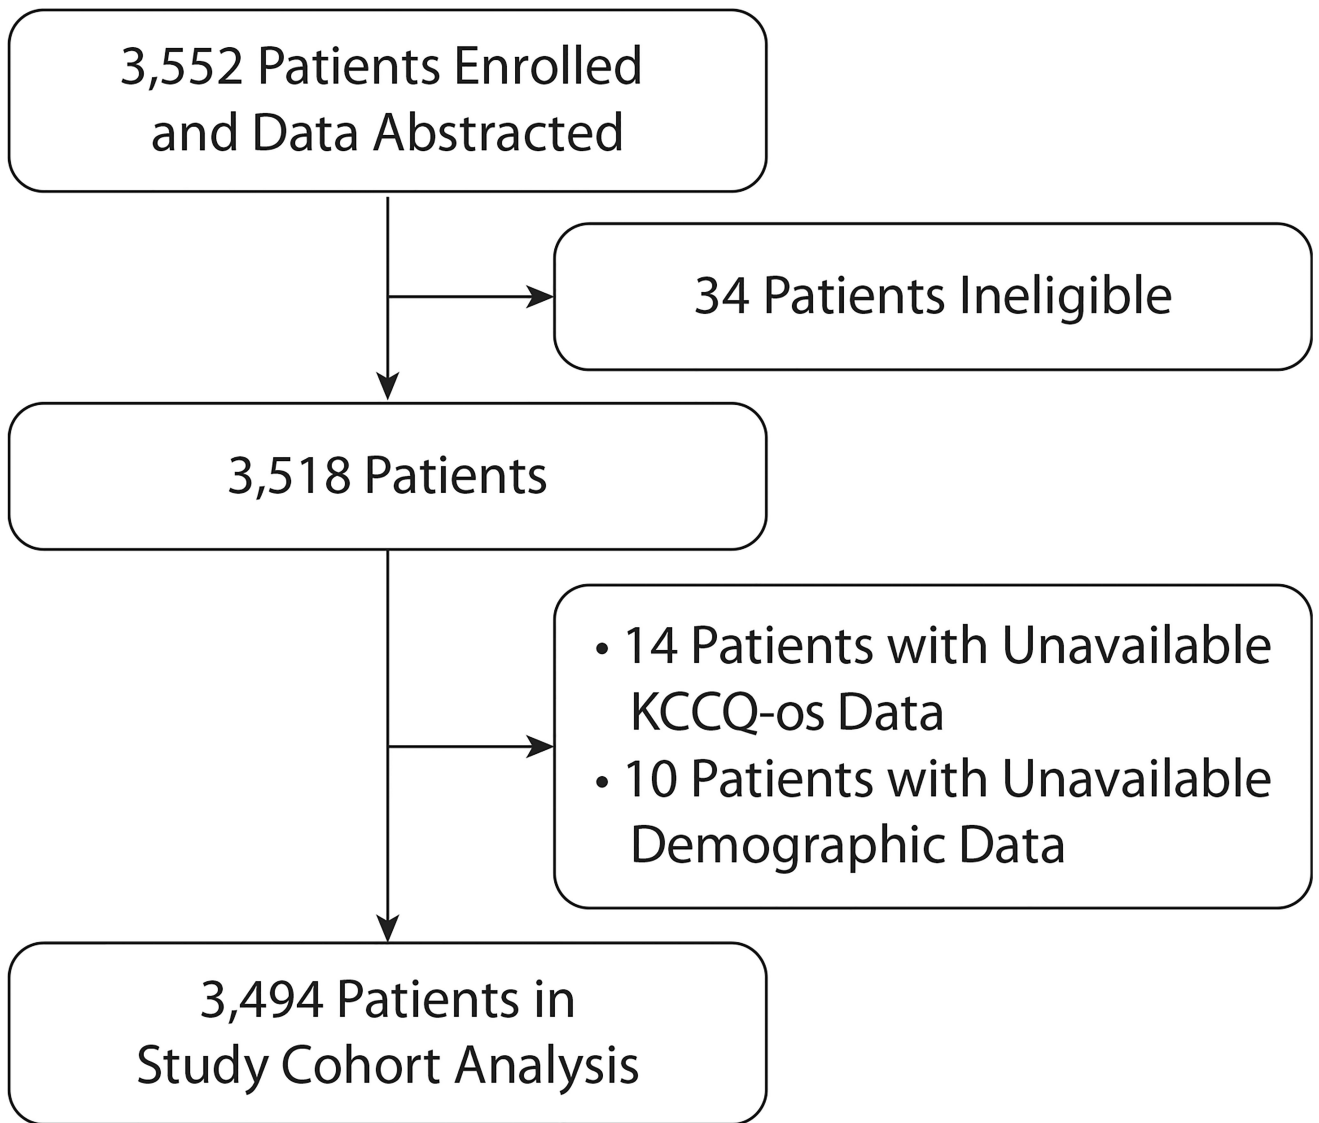 3,552 Patients Enrolled
and Data Abstracted
34 Patients Ineligible
3,518 Patients
• 14 Patients with Unavailable
KCCQ-os Data
• 10 Patients with Unavailable
Demographic Data
3,494 Patients in
Study Cohort Analysis